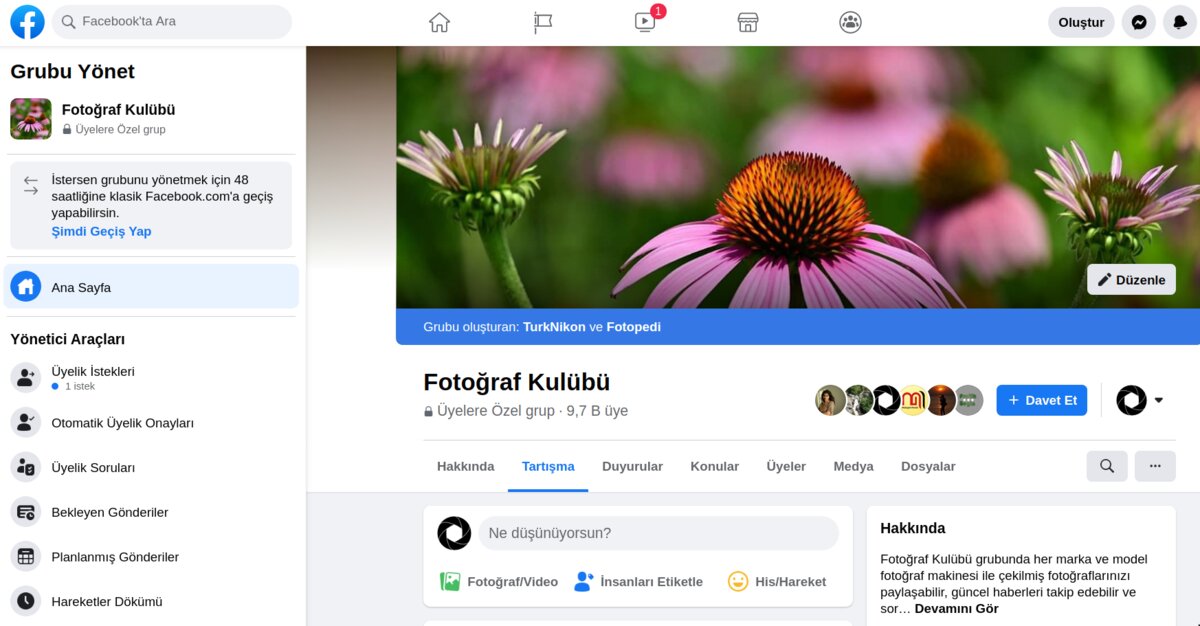 Facebook'ta Ara
1
Oluştur
Grubu Yönet
Fotoğraf Kulübü
Üyelere Özel grup
İstersen grubunu yönetmek için 48
saatliğine klasik Facebook.com'a geçiş
yapabilirsin.
Şimdi Geçiş Yap
Ana Sayfa
Yönetici Araçları
Üyelik İstekleri
1 istek
Otomatik Üyelik Onayları
Üyelik Soruları
Bekleyen Gönderiler
Planlanmış Gönderiler
Hareketler Dökümü
Düzenle
Grubu oluşturan: TurkNikon ve Fotopedi
Fotoğraf Kulübü
Üyelere Özel grup · 9,7 B üye
+ Davet Et
Hakkında Tartışma Duyurular Konular Üyeler Medya Dosyalar
Ne düşünüyorsun?
Fotoğraf/Video İnsanları Etiketle His/Hareket
Hakkında
Fotoğraf Kulübü grubunda her marka ve model
fotoğraf makinesi ile çekilmiş fotoğraflarınızı
paylaşabilir, güncel haberleri takip edebilir ve
sor… Devamını Gör